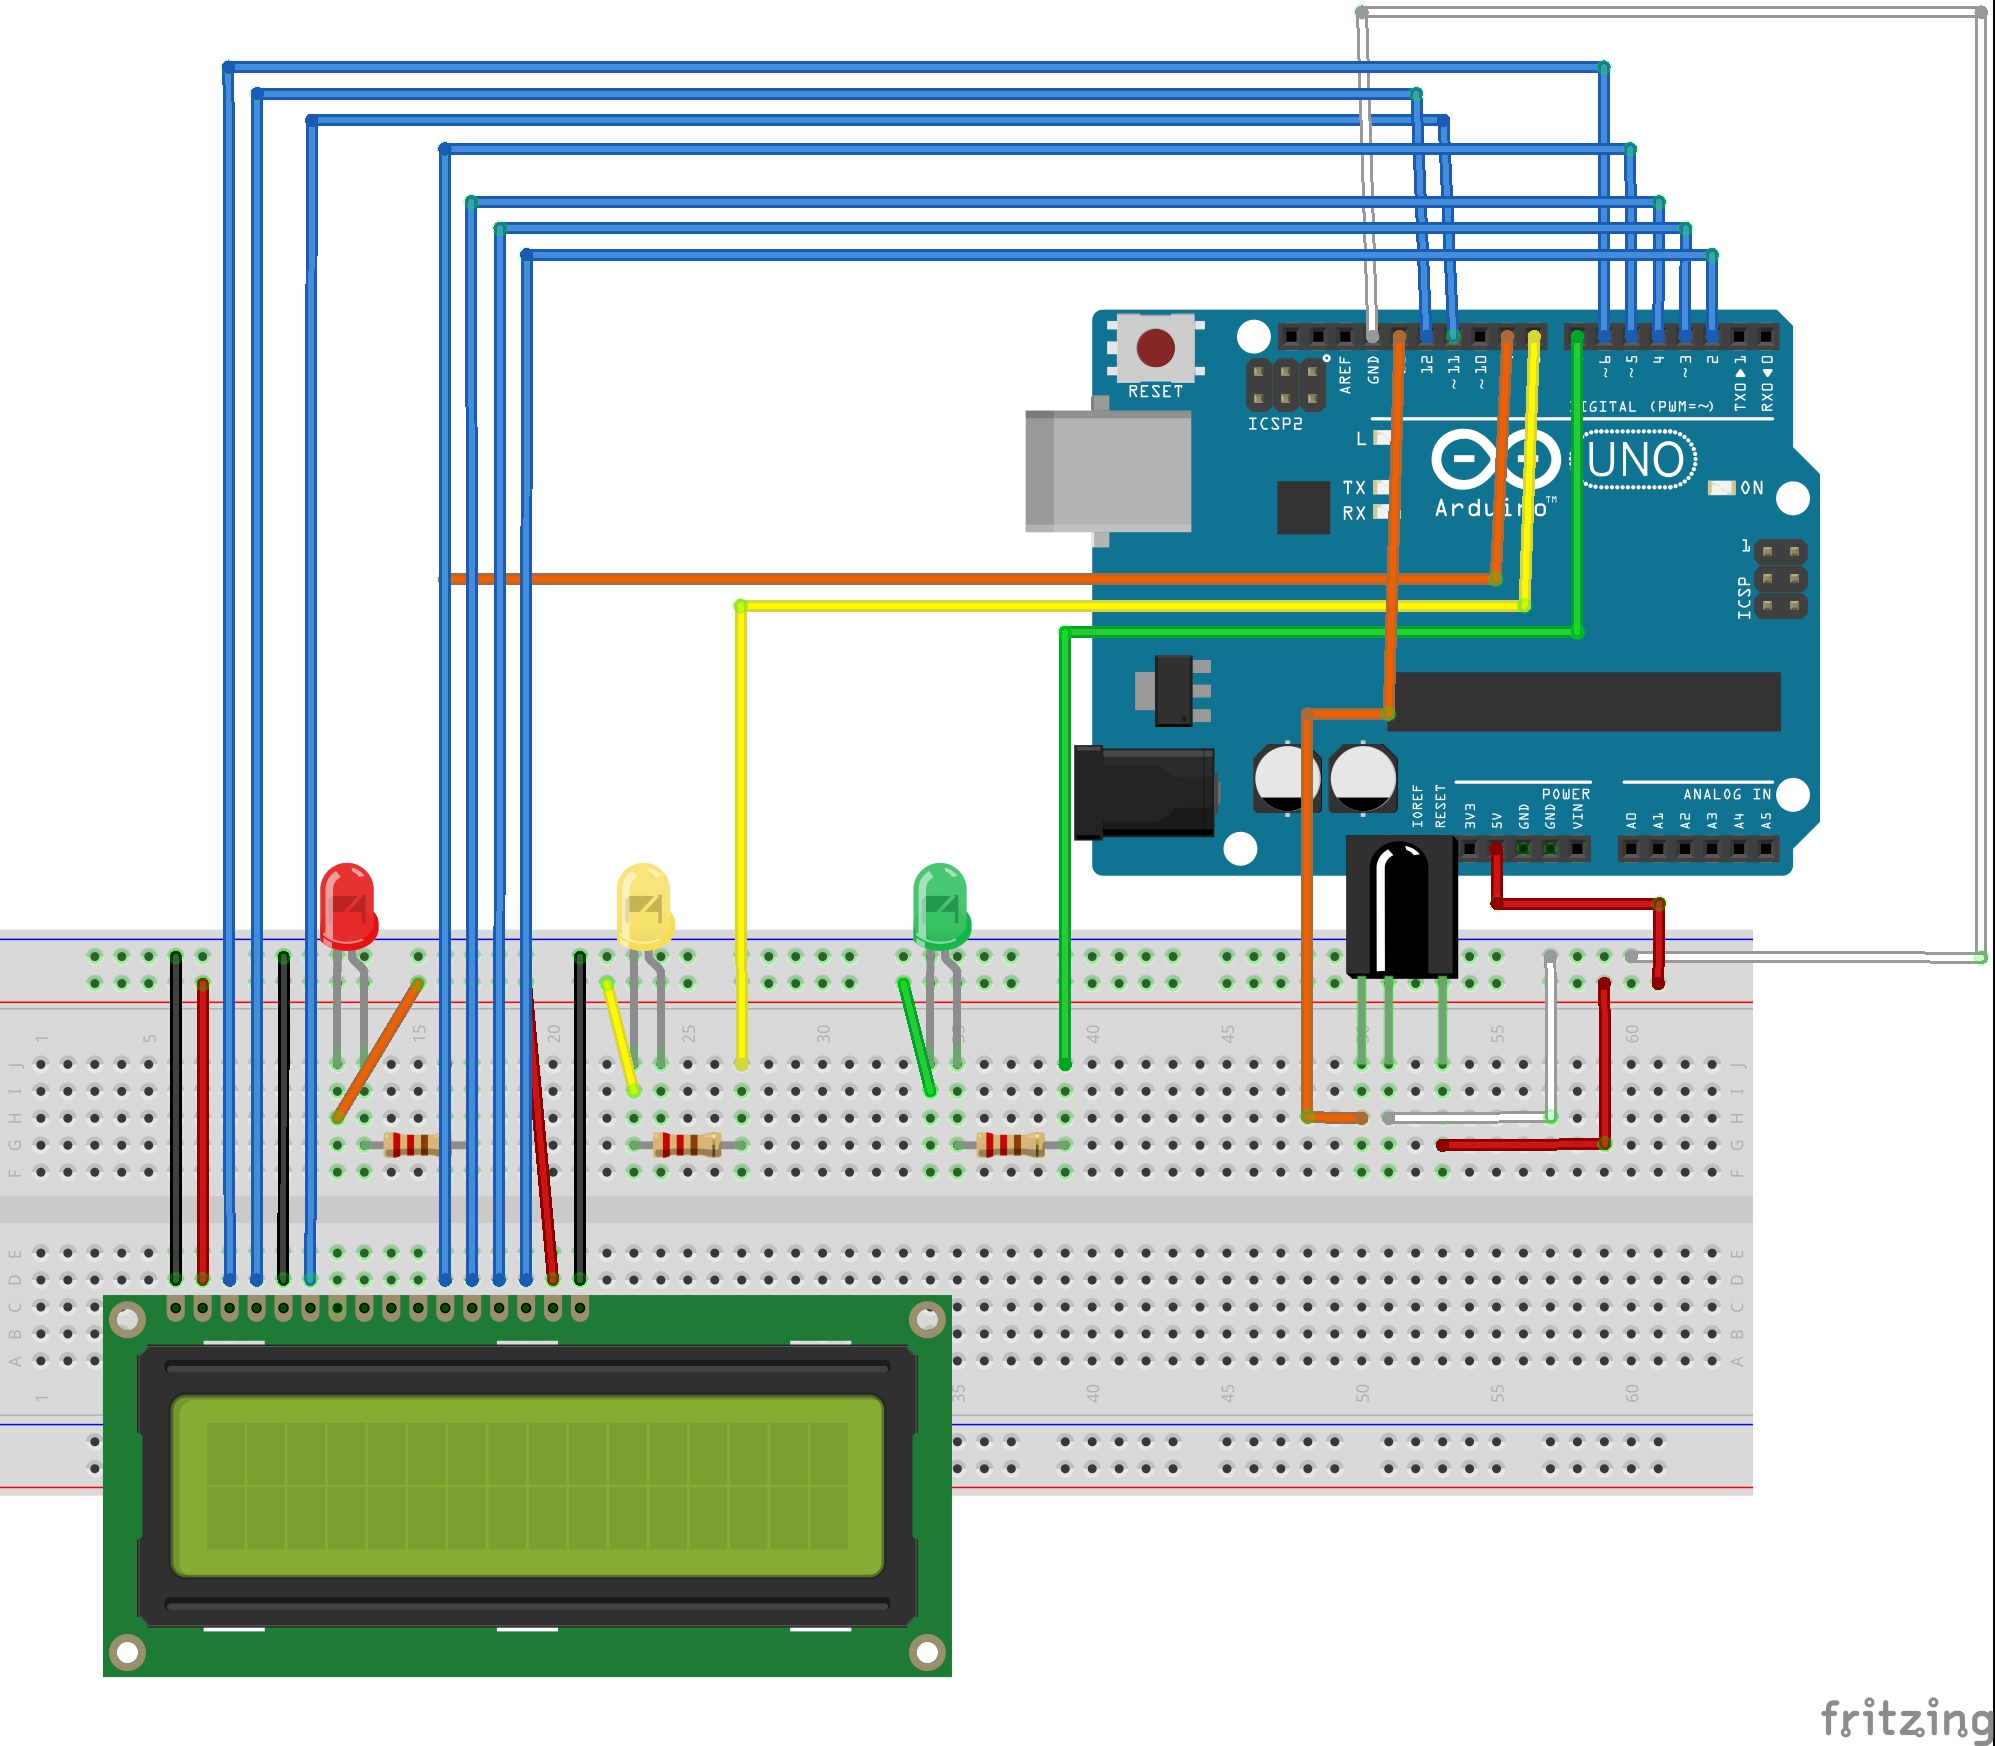 RESET
ICSP2
AREF
GND
12
~11
~10
~6
~5
4
~3
2
TX0▶1
RX0◀0
DIGITAL (PWM=~)
L
TX
RX
UNO
ON
Arduino™
1
ICSP
IOREF
RESET
3V3
5V
GND
GND
VIN
POWER
ANALOG IN
A0
A1
A2
A3
A4
A5
1 5 15 20 25 30 40 45 55 60
J J
I I
H H
G G
F F
E E
D D
C C
B B
A A
1 35 40 45 50 55 60
fritzing